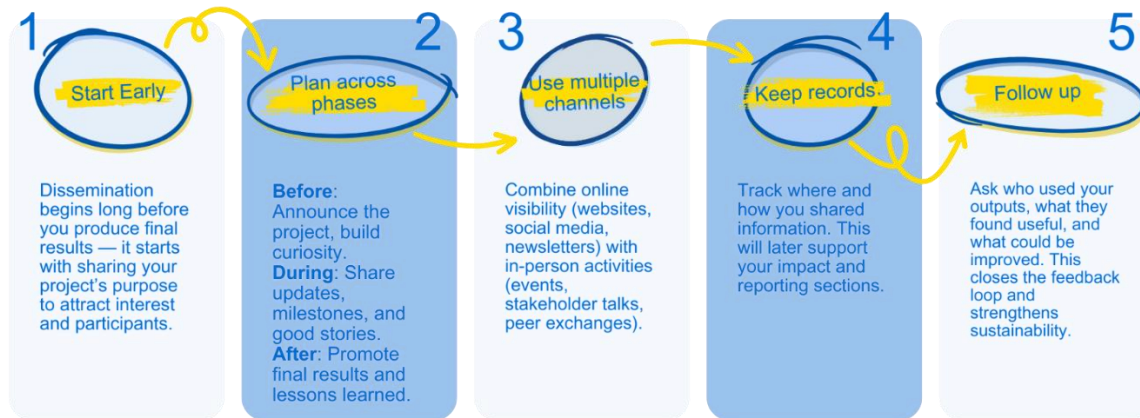 1
Start Early
Dissemination
begins long before
you produce final
results — it starts
with sharing your
project's purpose
to attract interest
and participants.
2
Plan across
phases
Before:
Announce the
project, build
curiosity.
During: Share
updates,
milestones, and
good stories.
After: Promote
final results and
lessons learned.
3
Use multiple
channels
Combine online
visibility (websites,
social media,
newsletters) with
in-person activities
(events,
stakeholder talks,
peer exchanges).
4
Keep records.
Track where and
how you shared
information. This
will later support
your impact and
reporting sections.
5
Follow up
Ask who used your
outputs, what they
found useful, and
what could be
improved. This
closes the feedback
loop and
strengthens
sustainability.